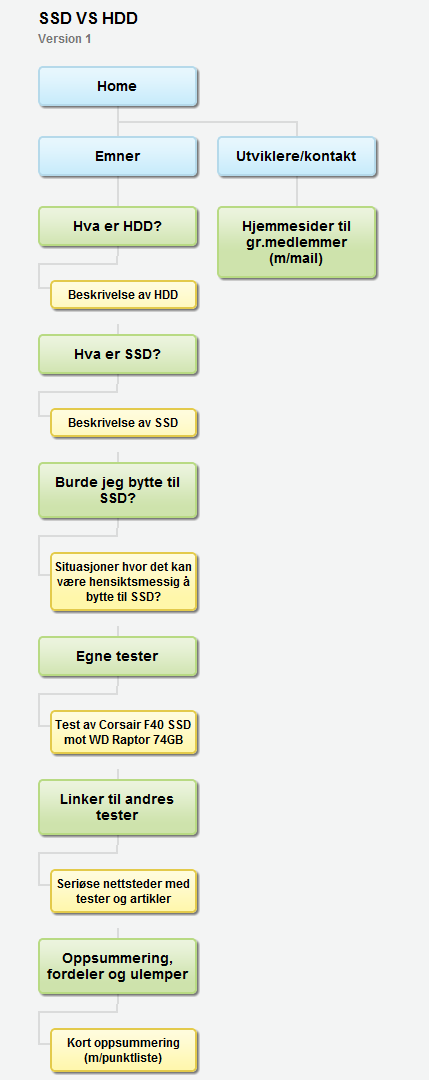 SSD VS HDD
Version 1
Home
Emner
Utviklere/kontakt
Hva er HDD?
Hjemmesider til
gr.medlemmer
(m/mail)
Beskrivelse av HDD
Hva er SSD?
Beskrivelse av SSD
Burde jeg bytte til
SSD?
Situasjoner hvor det kan
være hensiktsmessig å
bytte til SSD?
Egne tester
Test av Corsair F40 SSD
mot WD Raptor 74GB
Linker til andres
tester
Seriøse nettsteder med
tester og artikler
Oppsummering,
fordeler og ulemper
Kort oppsummering
(m/punktliste)